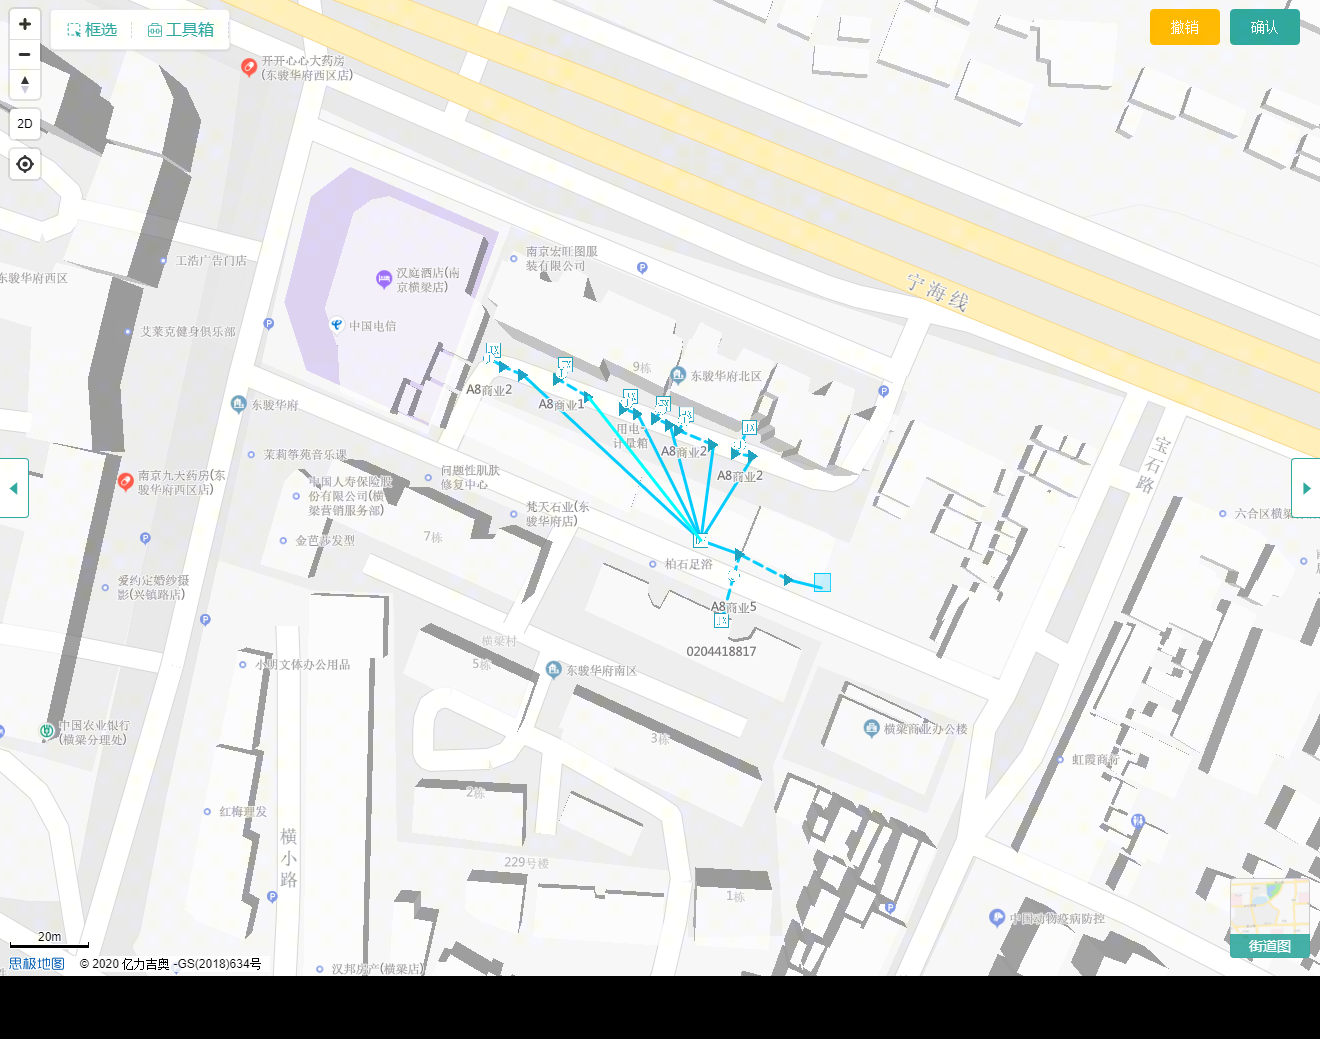 框选
工具箱
撤销
确认
2D
开开心心大药房
(东骏华府西区店)
工浩广告门店
东骏华府西区
艾莱克健身俱乐部
汉庭酒店(南
京横梁店)
中国电信
南京宏旺图服
装有限公司
宁海线
9栋
东骏华府北区
A8商业2
A8商业1
用电
计量箱
A8商业2
A8商业2
东骏华府
茉莉筝苑音乐课
中国人寿保险股
份有限公司(横
梁营销服务部)
问题性肌肤
修复中心
梵天石业(东
骏华府店)
南京九大药房(东
骏华府西区店)
金芭莎发型
7栋
柏石足浴
爱约定婚纱摄
影(兴镇路店)
A8商业5
0204418817
横梁村
5栋
小明文体办公用品
东骏华府南区
宝石路
六合区横梁
中国农业银行
(横梁分理处)
3栋
横梁商业办公楼
虹霞商行
2栋
红梅理发
横小路
229号楼
1栋
中国动物疫病防控
汉邦房产(横梁店)
街道图
20m
思极地图
© 2020 亿力吉奥 -GS(2018)634号